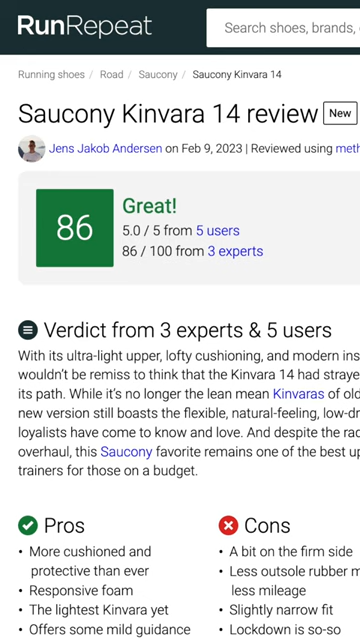 RunRepeat
Search shoes, brands,
Running shoes / Road / Saucony / Saucony Kinvara 14
Saucony Kinvara 14 review New
Jens Jakob Andersen on Feb 9, 2023 | Reviewed using
86
Great!
5.0 / 5 from 5 users
86 / 100 from 3 experts
Verdict from 3 experts & 5 users
With its ultra-light upper, lofty cushioning, and modern
wouldn't be remiss to think that the Kinvara 14 had
its path. While it's no longer the lean mean Kinvaras of
new version still boasts the flexible, natural-feeling,
loyalists have come to know and love. And despite the
overhaul, this Saucony favorite remains one of the best
trainers for those on a budget.
Pros
• More cushioned and
protective than ever
• Responsive foam
• The lightest Kinvara yet
• Offers some mild guidance
Cons
• A bit on the firm side
• Less outsole rubber
less mileage
• Slightly narrow fit
• Lockdown is so-so